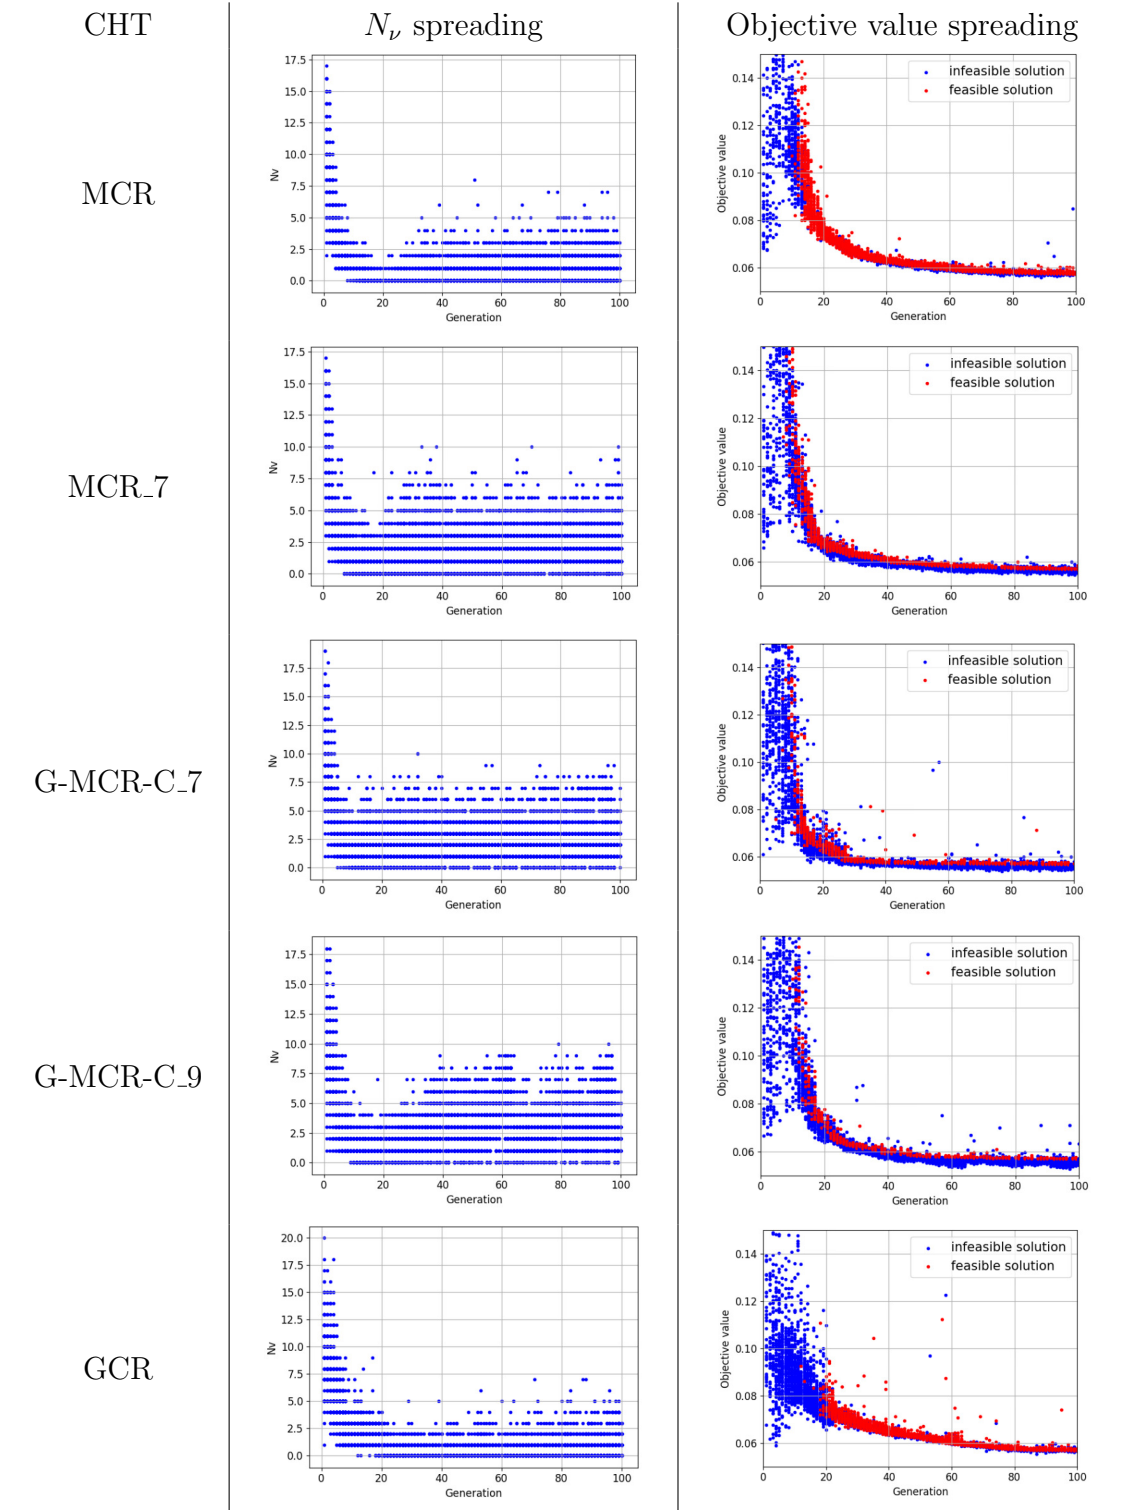 CHT	N_ν spreading	Objective value spreading
MCR
17.5
15.0
12.5
10.0
7.5
5.0
2.5
0.0
Nv
0 20 40 60 80 100
Generation
0.14
0.12
0.10
0.08
0.06
Objective value
infeasible solution
feasible solution
0 20 40 60 80 100
Generation
MCR_7
17.5
15.0
12.5
10.0
7.5
5.0
2.5
0.0
Nv
0 20 40 60 80 100
Generation
0.14
0.12
0.10
0.08
0.06
Objective value
infeasible solution
feasible solution
0 20 40 60 80 100
Generation
G-MCR-C_7
17.5
15.0
12.5
10.0
7.5
5.0
2.5
0.0
Nv
0 20 40 60 80 100
Generation
0.14
0.12
0.10
0.08
0.06
Objective value
infeasible solution
feasible solution
0 20 40 60 80 100
Generation
G-MCR-C_9
17.5
15.0
12.5
10.0
7.5
5.0
2.5
0.0
Nv
0 20 40 60 80 100
Generation
0.14
0.12
0.10
0.08
0.06
Objective value
infeasible solution
feasible solution
0 20 40 60 80 100
Generation
GCR
20.0
17.5
15.0
12.5
10.0
7.5
5.0
2.5
0.0
Nv
0 20 40 60 80 100
Generation
0.14
0.12
0.10
0.08
0.06
Objective value
infeasible solution
feasible solution
0 20 40 60 80 100
Generation